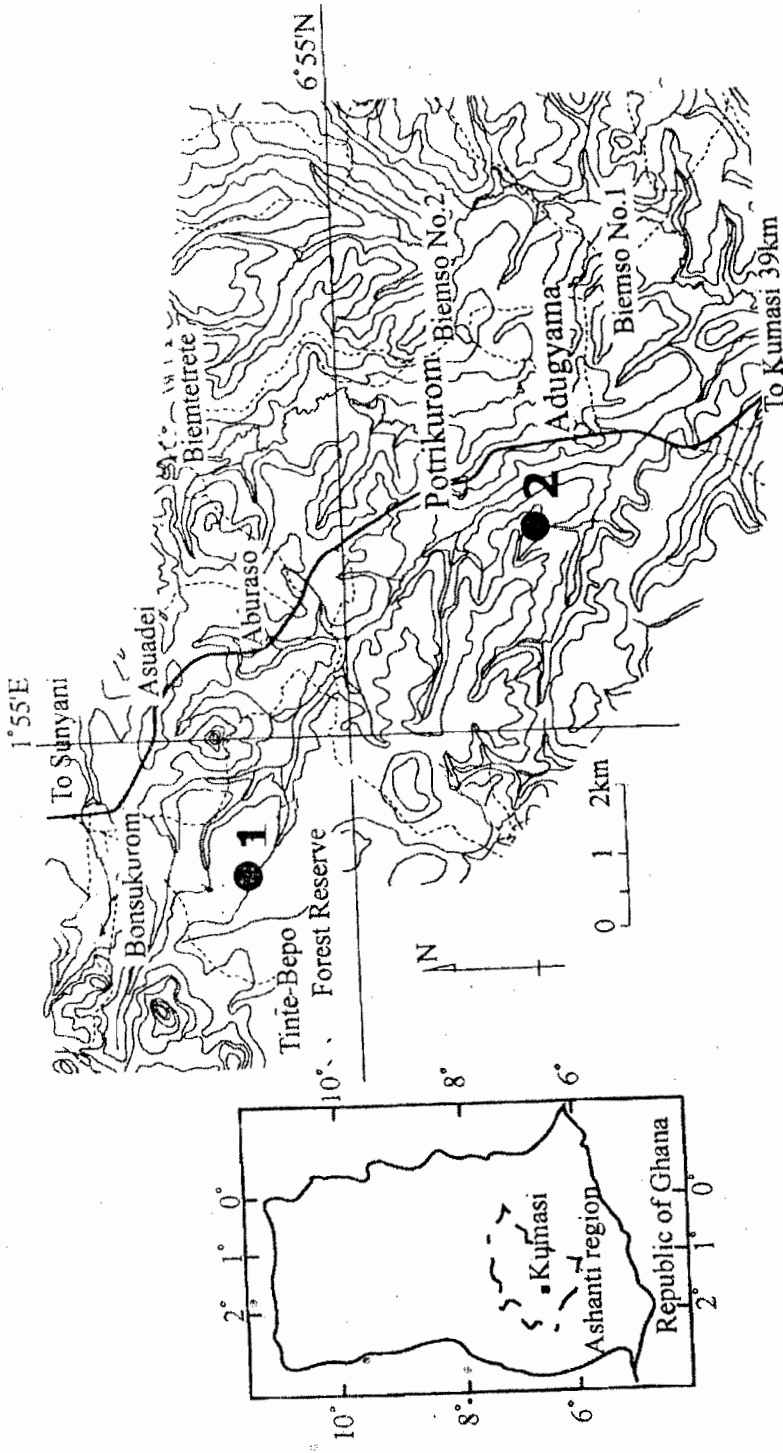 1°55'E
To Sunyani
Asuadei
Bonsukurom
Biemtetrete
Aburaso
1
Tinte-Bepo
Forest Reserve
6°55'N
Potrikurom
Biemso No.2
2
Adugyama
Biemso No.1
To Kumasi 39km
N
0 1 2km
2° 1° 0°
10° 10°
8° 8°
6° 6°
Kumasi
Ashanti region
Republic of Ghana
2° 1° 0°